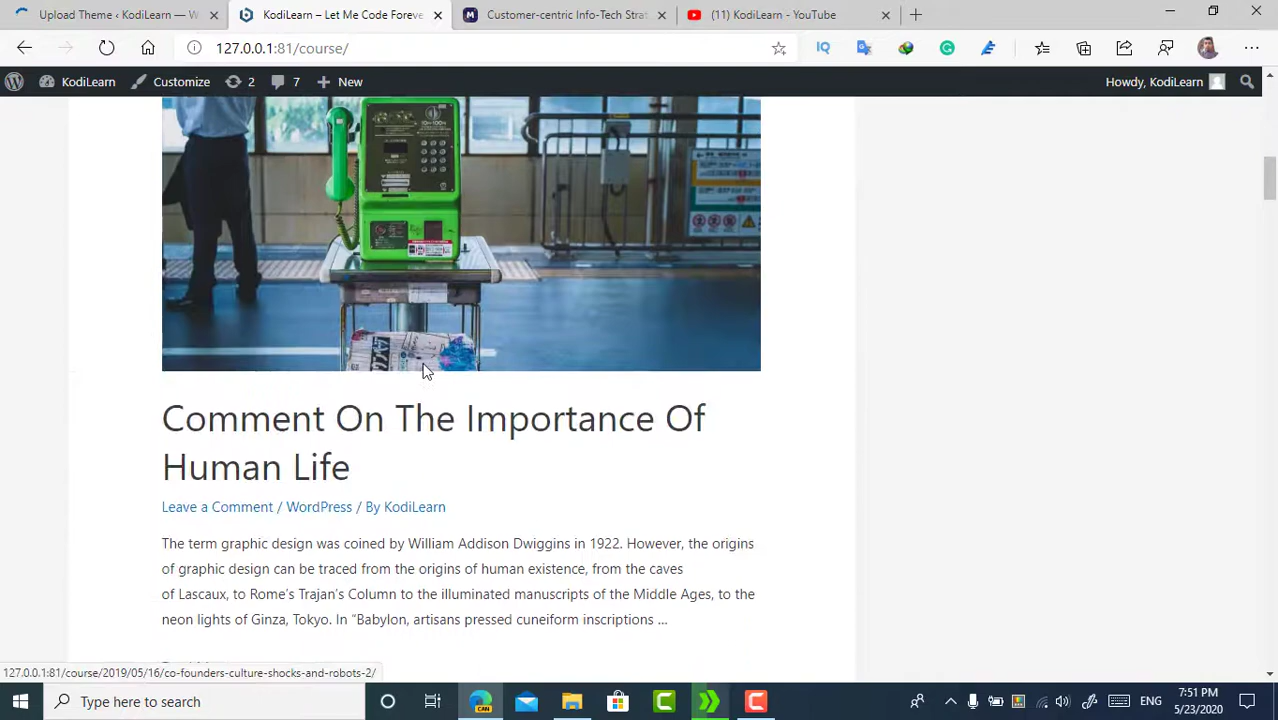 Upload Theme ‹ KodiLearn — W
KodiLearn – Let Me Code Foreve
Customer-centric Info-Tech Strat
(11) KodiLearn - YouTube
127.0.0.1:81/course/
KodiLearn
Customize
2
7
New
Howdy, KodiLearn
Comment On The Importance Of
Human Life
Leave a Comment / WordPress / By KodiLearn
The term graphic design was coined by William Addison Dwiggins in 1922. However, the origins
of graphic design can be traced from the origins of human existence, from the caves
of Lascaux, to Rome's Trajan's Column to the illuminated manuscripts of the Middle Ages, to the
neon lights of Ginza, Tokyo. In “Babylon, artisans pressed cuneiform inscriptions ...
127.0.0.1:81/course/2019/05/16/co-founders-culture-shocks-and-robots-2/
Type here to search
CAN
ENG
7:51 PM
5/23/2020